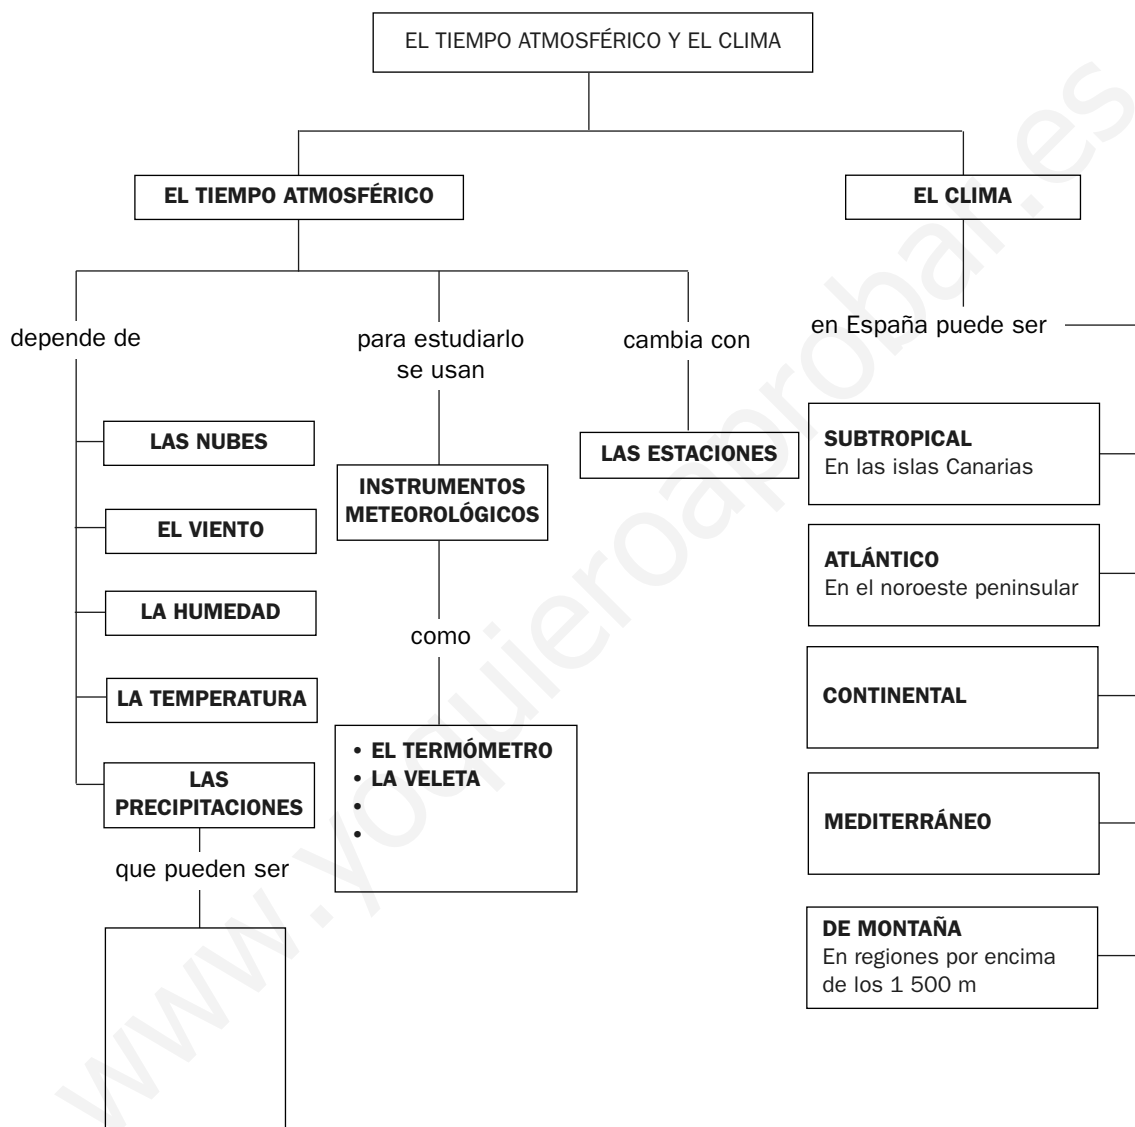 EL TIEMPO ATMOSFÉRICO Y EL CLIMA
EL TIEMPO ATMOSFÉRICO
EL CLIMA
depende de
para estudiarlo
se usan
cambia con
en España puede ser
LAS NUBES
EL VIENTO
LA HUMEDAD
LA TEMPERATURA
LAS
PRECIPITACIONES
que pueden ser
INSTRUMENTOS
METEOROLÓGICOS
como
• EL TERMÓMETRO
• LA VELETA
•
•
LAS ESTACIONES
SUBTROPICAL
En las islas Canarias
ATLÁNTICO
En el noroeste peninsular
CONTINENTAL
MEDITERRÁNEO
DE MONTAÑA
En regiones por encima
de los 1 500 m
www.yoquieroaprobar.es